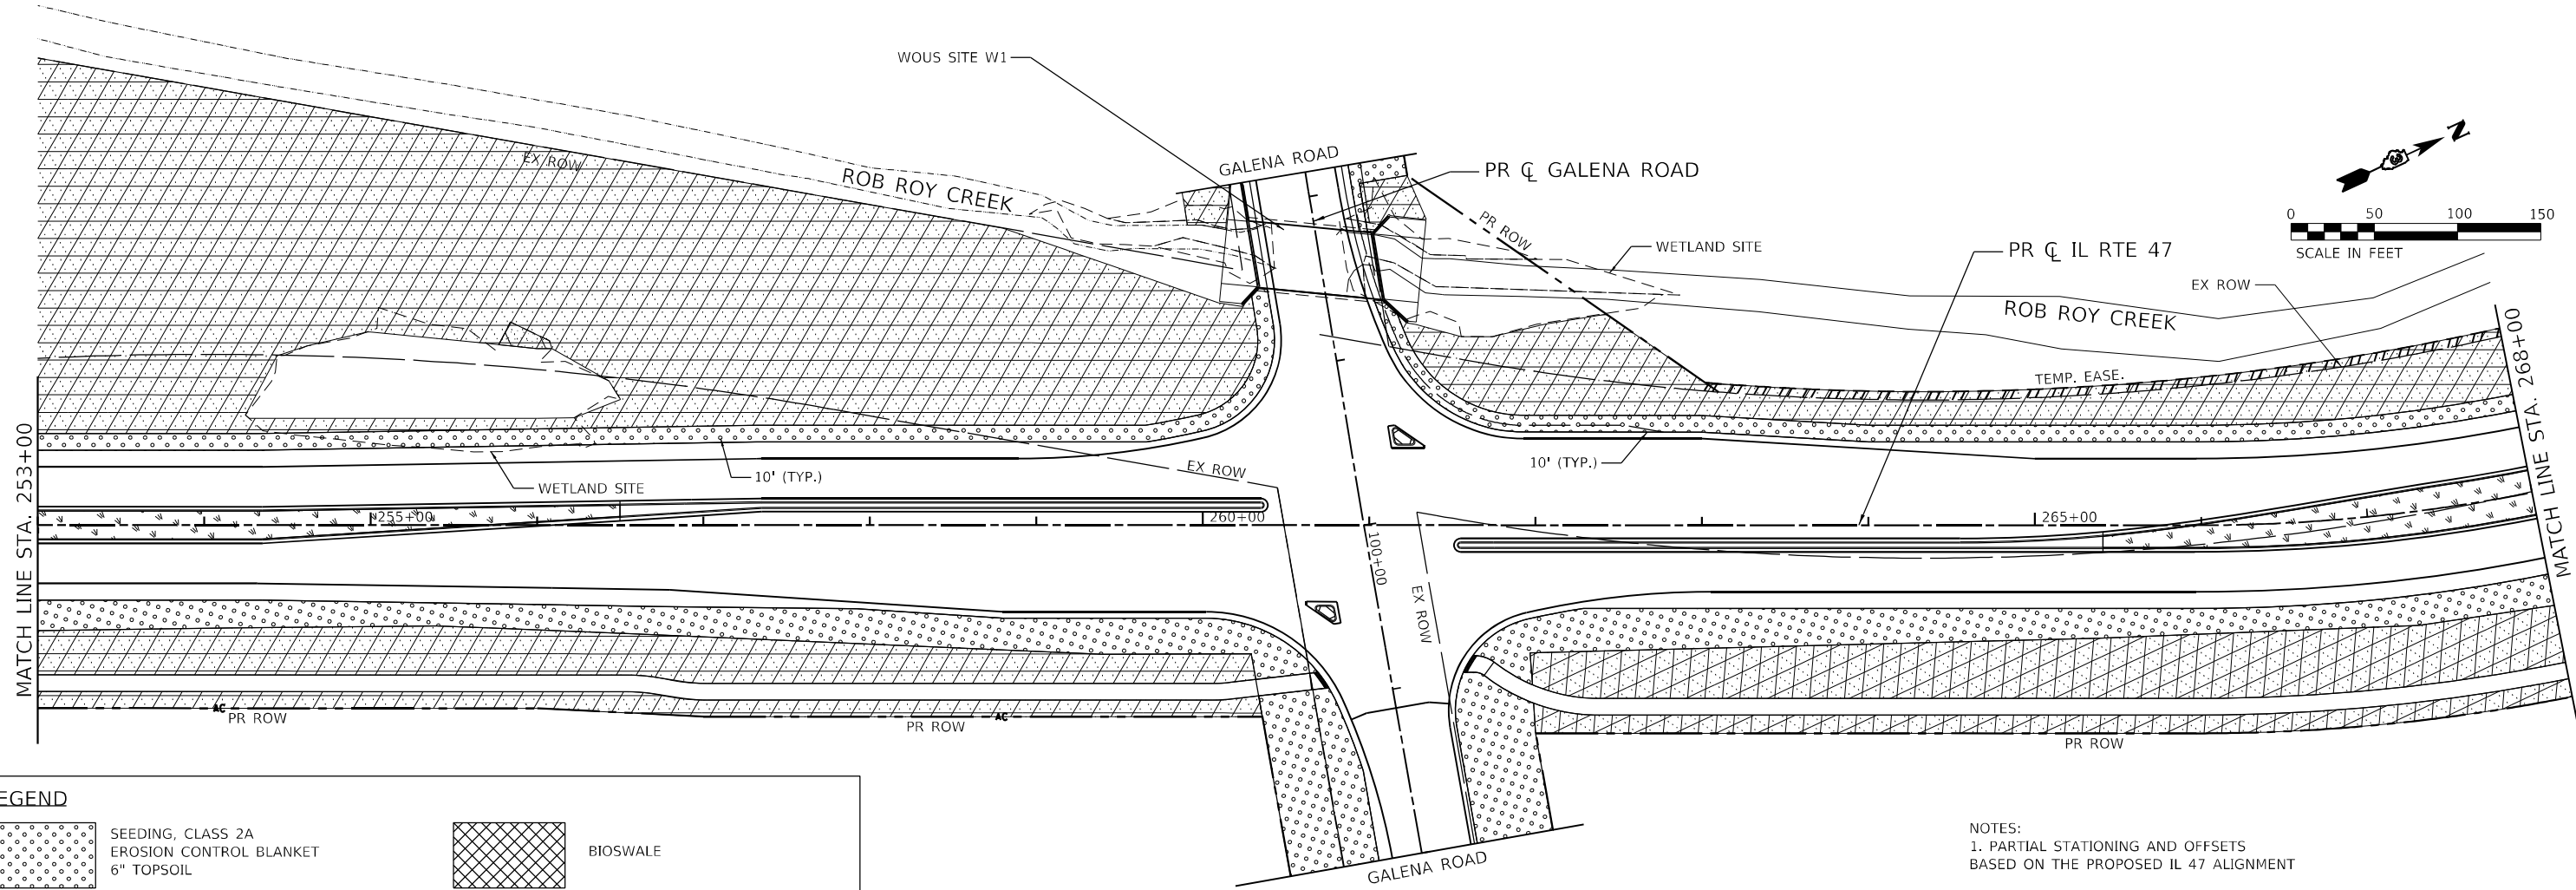 WOUS SITE W1
GALENA ROAD
PR ℄ GALENA ROAD
N
EX ROW
ROB ROY CREEK
PR ROW
WETLAND SITE
PR ℄ IL RTE 47
0 50 100 150
SCALE IN FEET
EX ROW
ROB ROY CREEK
TEMP. EASE.
MATCH LINE STA. 253+00
MATCH LINE STA. 268+00
WETLAND SITE
10' (TYP.)
EX ROW
10' (TYP.)
255+00
260+00
265+00
100+00
EX ROW
AC
PR ROW
PR ROW
AC
PR ROW
GALENA ROAD
EGEND
SEEDING, CLASS 2A
EROSION CONTROL BLANKET
6" TOPSOIL
BIOSWALE
NOTES:
1. PARTIAL STATIONING AND OFFSETS
BASED ON THE PROPOSED IL 47 ALIGNMENT